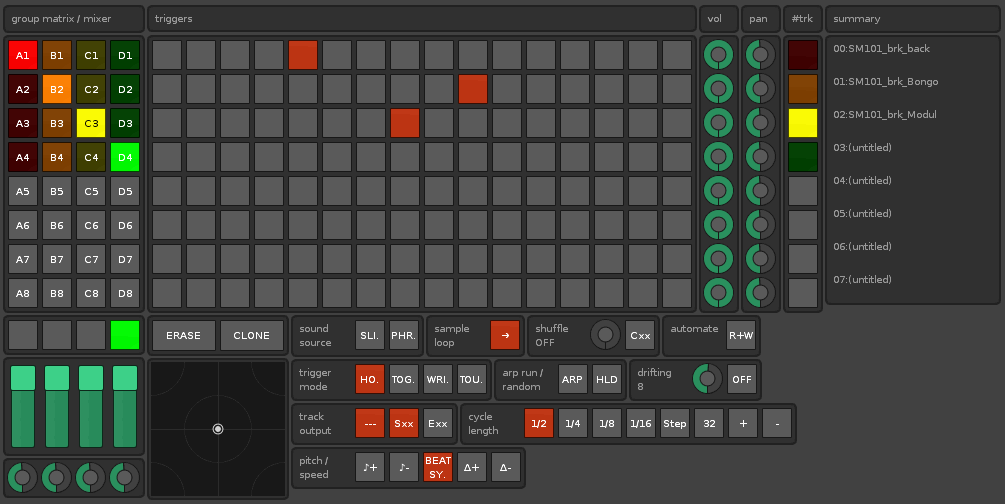 group matrix / mixer triggers vol pan #trk summary
A1 B1 C1 D1 00:SM101_brk_back
A2 B2 C2 D2 01:SM101_brk_Bongo
A3 B3 C3 D3 02:SM101_brk_Modul
A4 B4 C4 D4 03:(untitled)
A5 B5 C5 D5 04:(untitled)
A6 B6 C6 D6 05:(untitled)
A7 B7 C7 D7 06:(untitled)
A8 B8 C8 D8 07:(untitled)
ERASE CLONE
sound
source
SLI. PHR.
sample
loop
→
shuffle
OFF
Cxx
automate
R+W
trigger
mode
HO. TOG. WRI. TOU.
arp run /
random
ARP HLD
drifting
8
OFF
track
output
--- Sxx Exx
cycle
length
1/2 1/4 1/8 1/16 Step 32 + -
pitch /
speed
♪+ ♪- BEAT
SY.
Δ+ Δ-